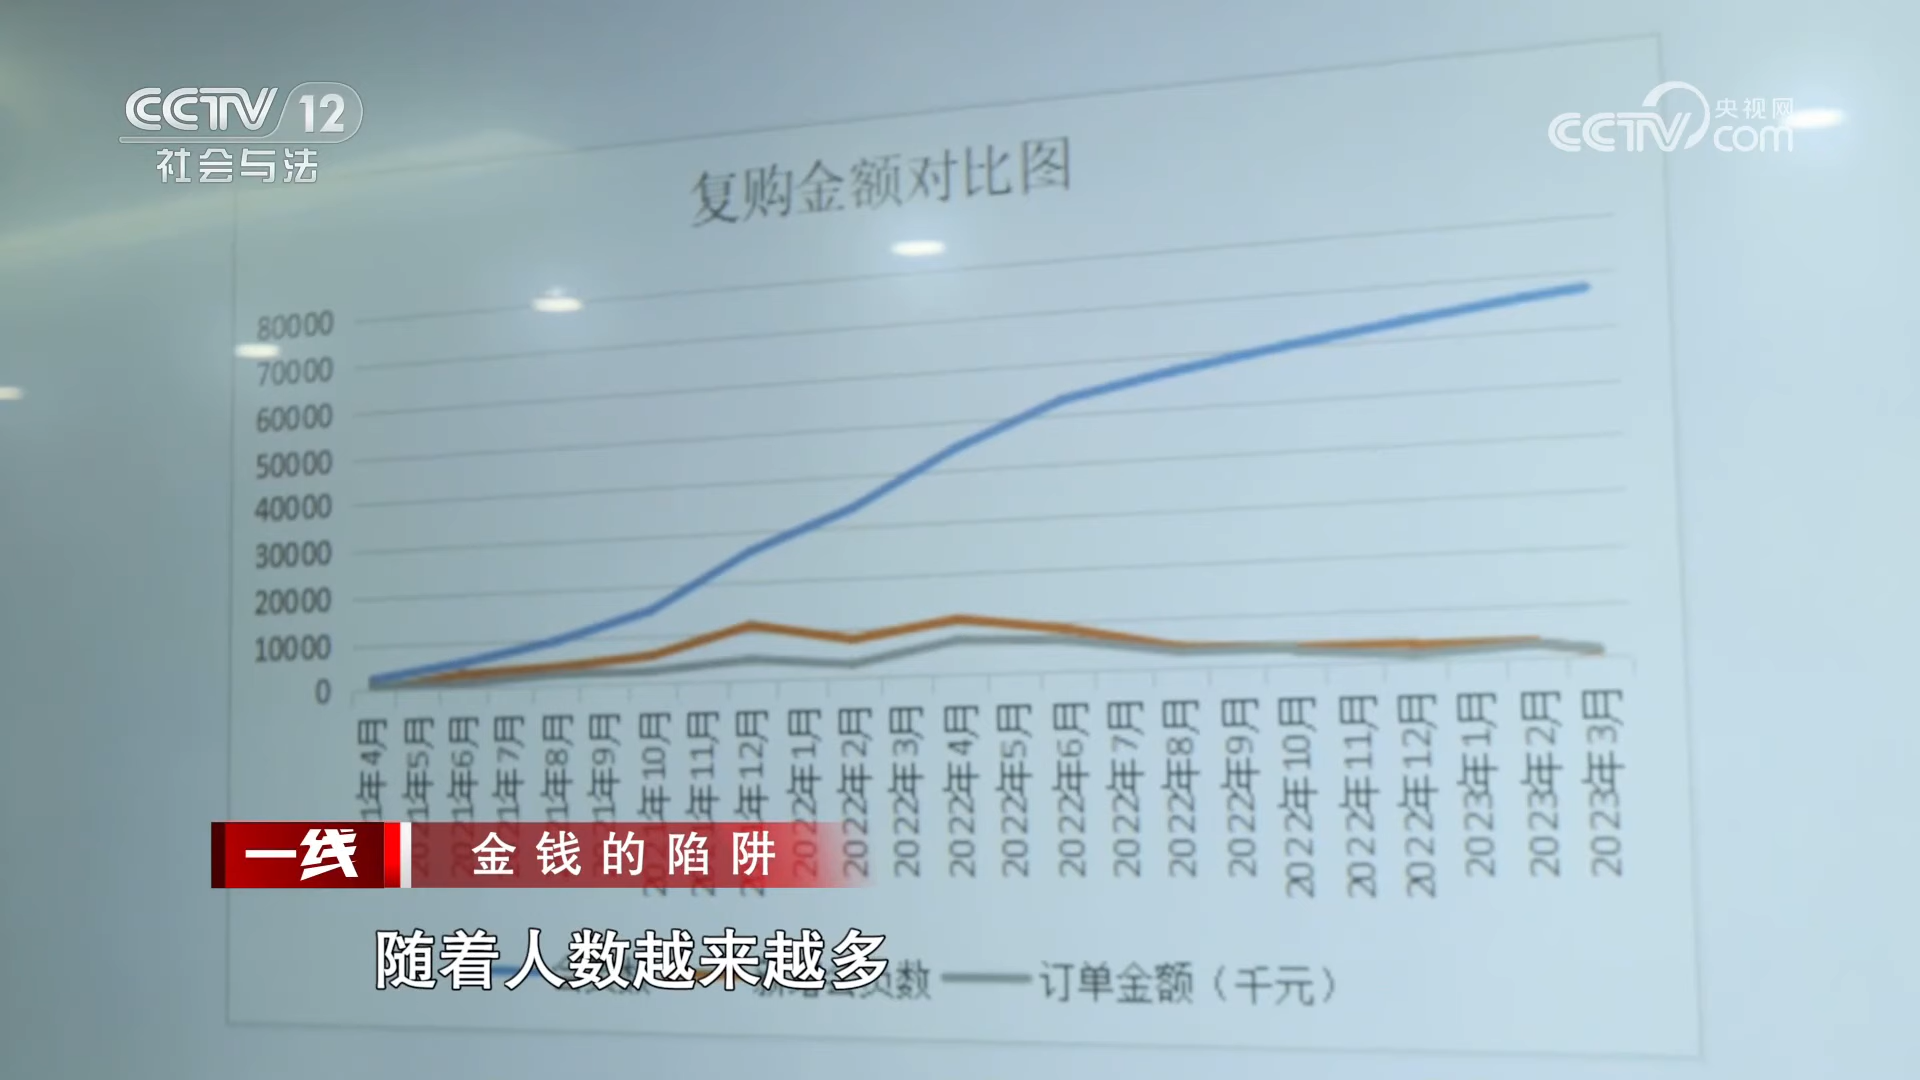 CCTV 12
社会与法
央视网
CCTV.com
复购金额对比图
80000
70000
60000
50000
40000
30000
20000
10000
0
2022年1月
2022年2月
2022年3月
2022年4月
2022年5月
2022年6月
2022年7月
2022年8月
2022年9月
2022年10月
2022年11月
2022年12月
2023年1月
2023年2月
2023年3月
一线
金钱的陷阱
随着人数越来越多
订单金额（千元）